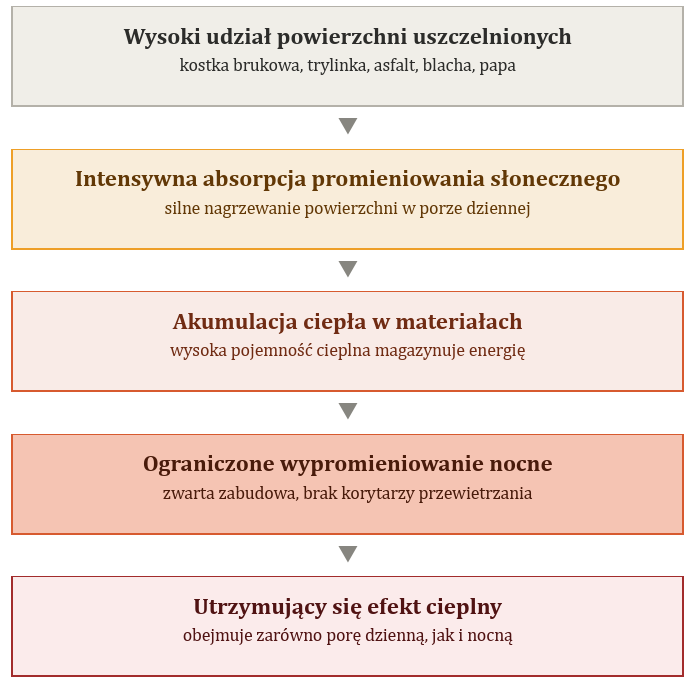 Wysoki udział powierzchni uszczelnionych
kostka brukowa, trylinka, asfalt, blacha, papa
Intensywna absorpcja promieniowania słonecznego
silne nagrzewanie powierzchni w porze dziennej
Akumulacja ciepła w materiałach
wysoka pojemność cieplna magazynuje energię
Ograniczone wypromieniowanie nocne
zwarta zabudowa, brak korytarzy przewietrzania
Utrzymujący się efekt cieplny
obejmuje zarówno porę dzienną, jak i nocną